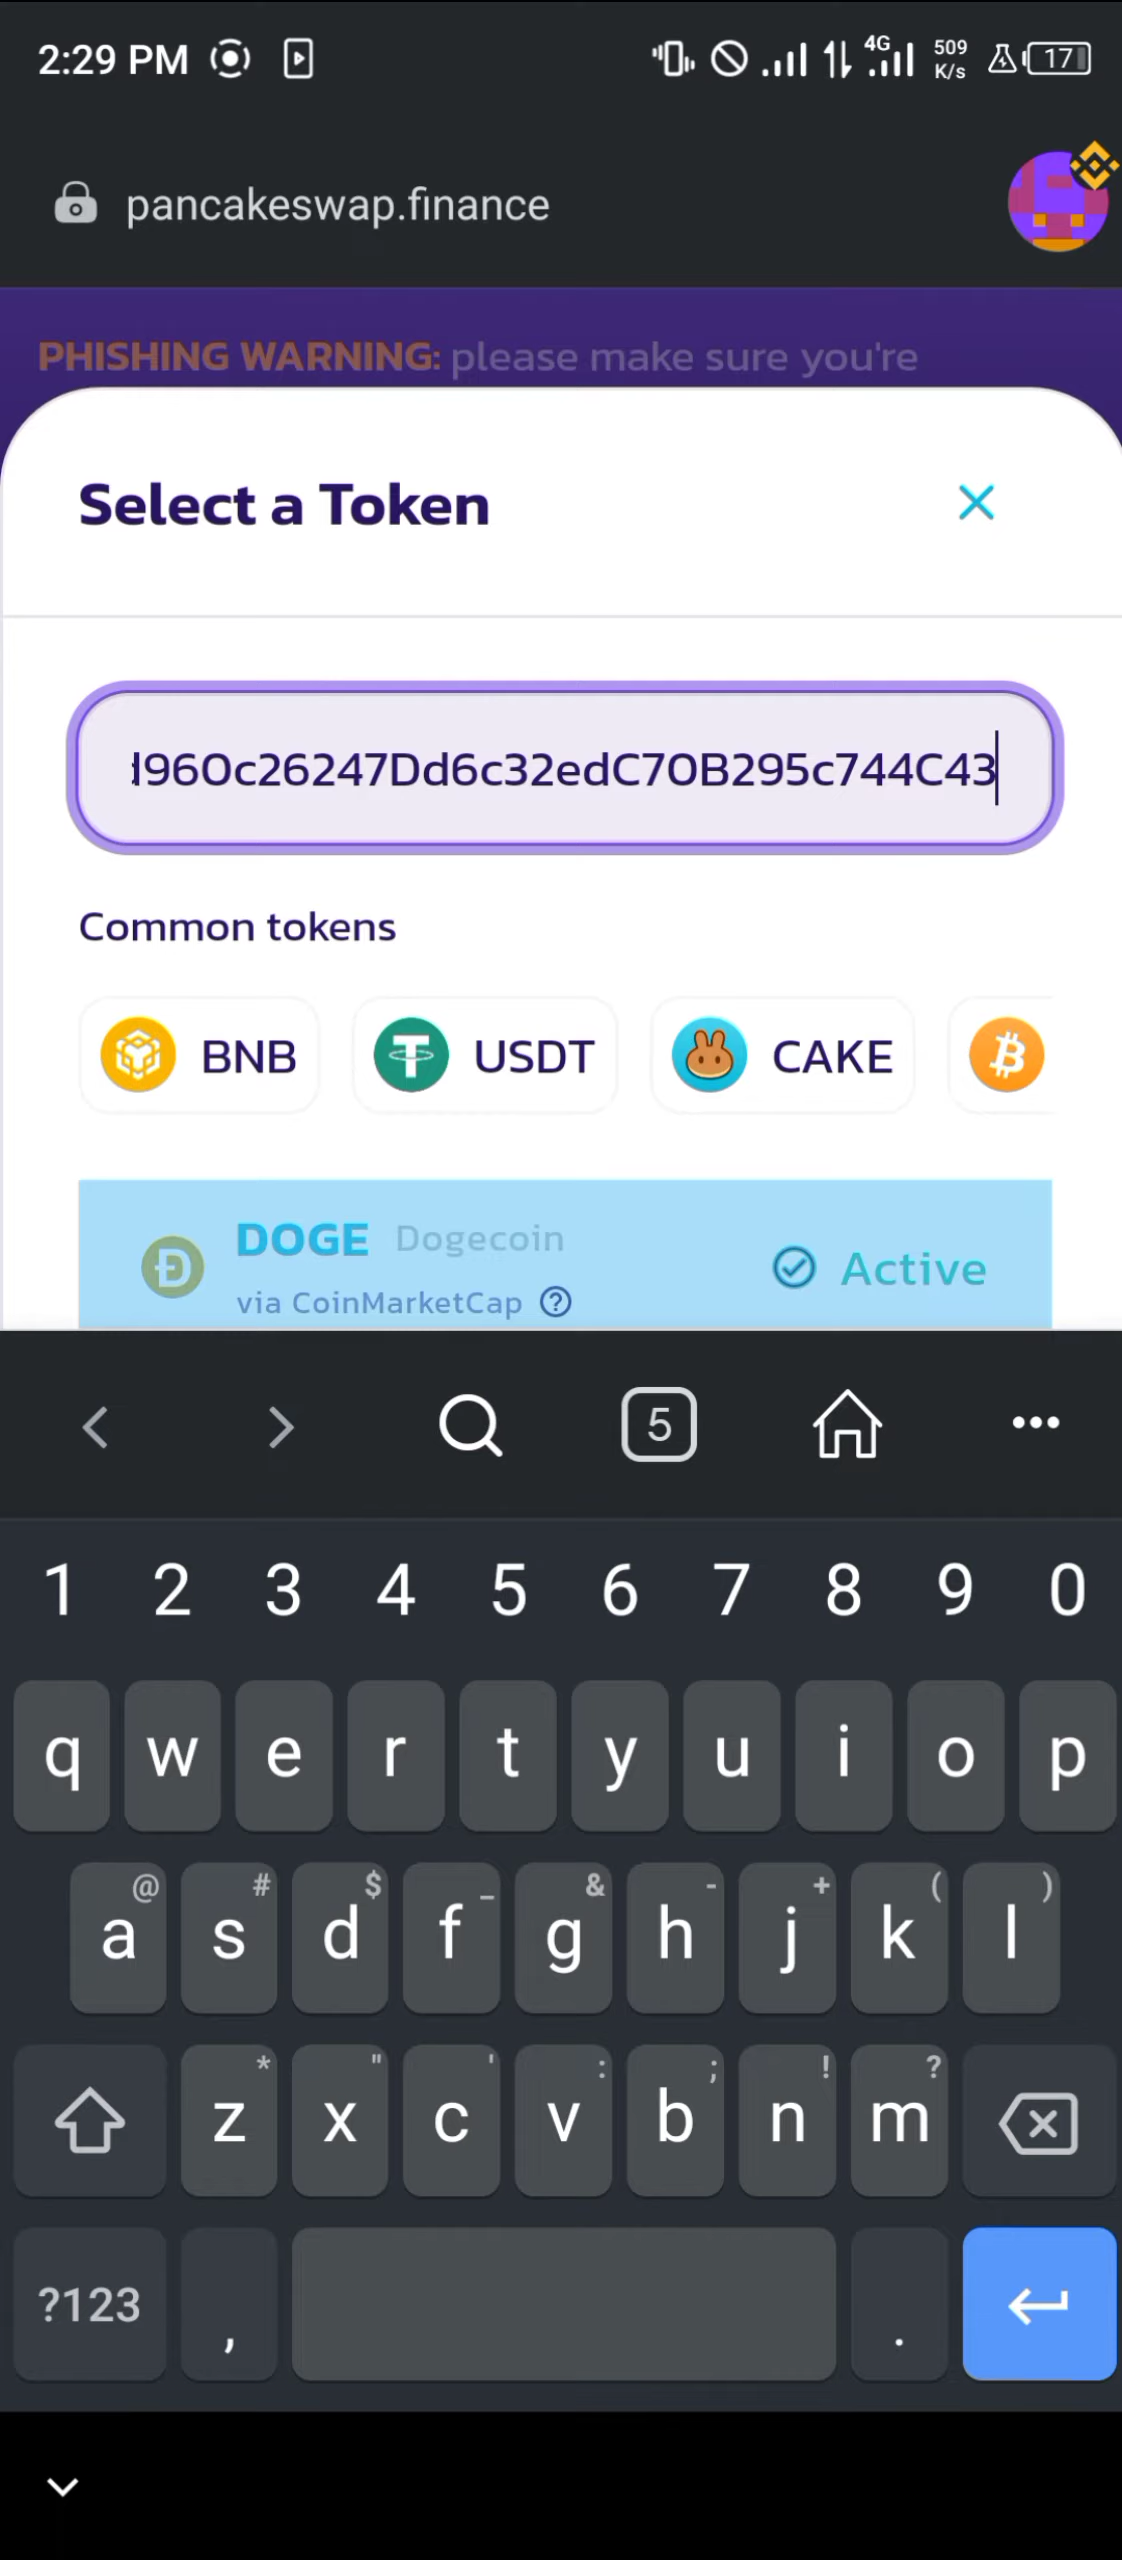 2:29 PM 4G 509 K/s 17
pancakeswap.finance
PHISHING WARNING: please make sure you're
Select a Token
960c26247Dd6c32edC70B295c744C43
Common tokens
BNB USDT CAKE
DOGE Dogecoin
via CoinMarketCap ? Active
5
1 2 3 4 5 6 7 8 9 0
q w e r t y u i o p
@ # $ _ & - + ( )
a s d f g h j k l
* " ' : ; ! ?
z x c v b n m
?123 , .